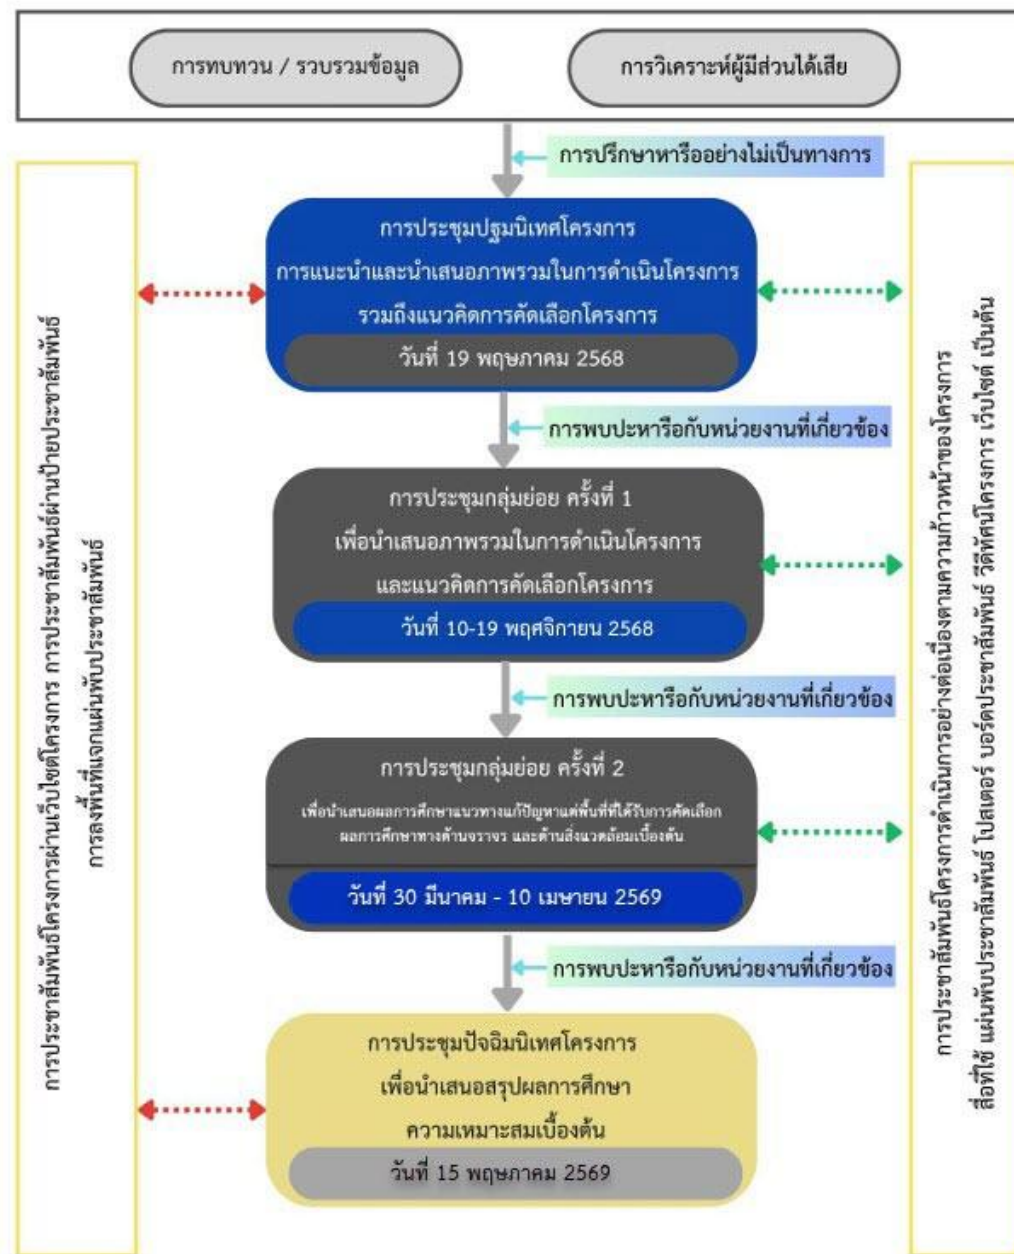 การทบทวน / รวบรวมข้อมูล
การวิเคราะห์ผู้มีส่วนได้เสีย
การปรึกษาหารืออย่างไม่เป็นทางการ
การประชุมปฐมนิเทศโครงการ
การแนะนำและนำเสนอภาพรวมในการดำเนินโครงการ
รวมถึงแนวคิดการคัดเลือกโครงการ
วันที่ 19 พฤษภาคม 2568
การพบปะหารือกับหน่วยงานที่เกี่ยวข้อง
การประชุมกลุ่มย่อย ครั้งที่ 1
เพื่อนำเสนอภาพรวมในการดำเนินโครงการ
และแนวคิดการคัดเลือกโครงการ
วันที่ 10-19 พฤศจิกายน 2568
การพบปะหารือกับหน่วยงานที่เกี่ยวข้อง
การประชุมกลุ่มย่อย ครั้งที่ 2
เพื่อนำเสนอผลการศึกษาแนวทางแก้ปัญหาแต่พื้นที่ที่ได้รับการคัดเลือก
ผลการศึกษาทางด้านจราจร และด้านสิ่งแวดล้อมเบื้องต้น
วันที่ 30 มีนาคม - 10 เมษายน 2569
การพบปะหารือกับหน่วยงานที่เกี่ยวข้อง
การประชุมปัจฉิมนิเทศโครงการ
เพื่อนำเสนอสรุปผลการศึกษา
ความเหมาะสมเบื้องต้น
วันที่ 15 พฤษภาคม 2569
การประชาสัมพันธ์โครงการผ่านเว็บไซต์โครงการ การประชาสัมพันธ์ผ่านป้ายประชาสัมพันธ์
การลงพื้นที่แจกแผ่นพับประชาสัมพันธ์
การประชาสัมพันธ์โครงการดำเนินการอย่างต่อเนื่องตามความก้าวหน้าของโครงการ
สื่อที่ใช้ แผ่นพับประชาสัมพันธ์ โปสเตอร์ บอร์ดประชาสัมพันธ์ วีดีทัศน์โครงการ เว็บไซต์ เป็นต้น